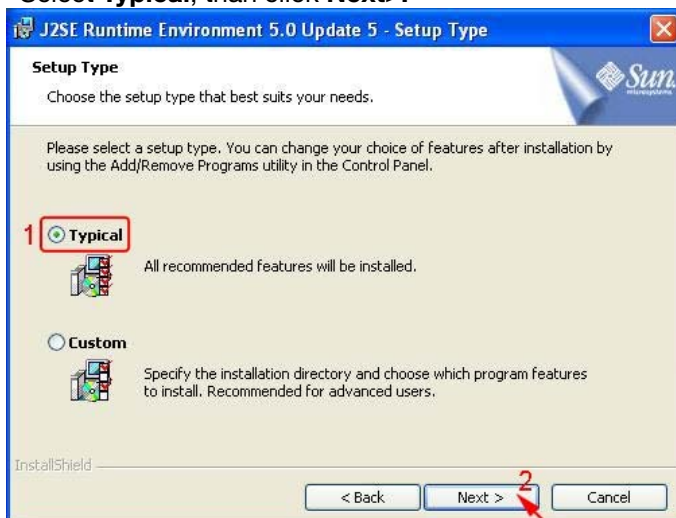 Select Typical, than click Next>.
J2SE Runtime Environment 5.0 Update 5 - Setup Type
Setup Type
Choose the setup type that best suits your needs.
Sun
microsystems
Please select a setup type. You can change your choice of features after installation by
using the Add/Remove Programs utility in the Control Panel.
1
Typical
All recommended features will be installed.
Custom
Specify the installation directory and choose which program features
to install. Recommended for advanced users.
InstallShield
2
< Back
Next >
Cancel